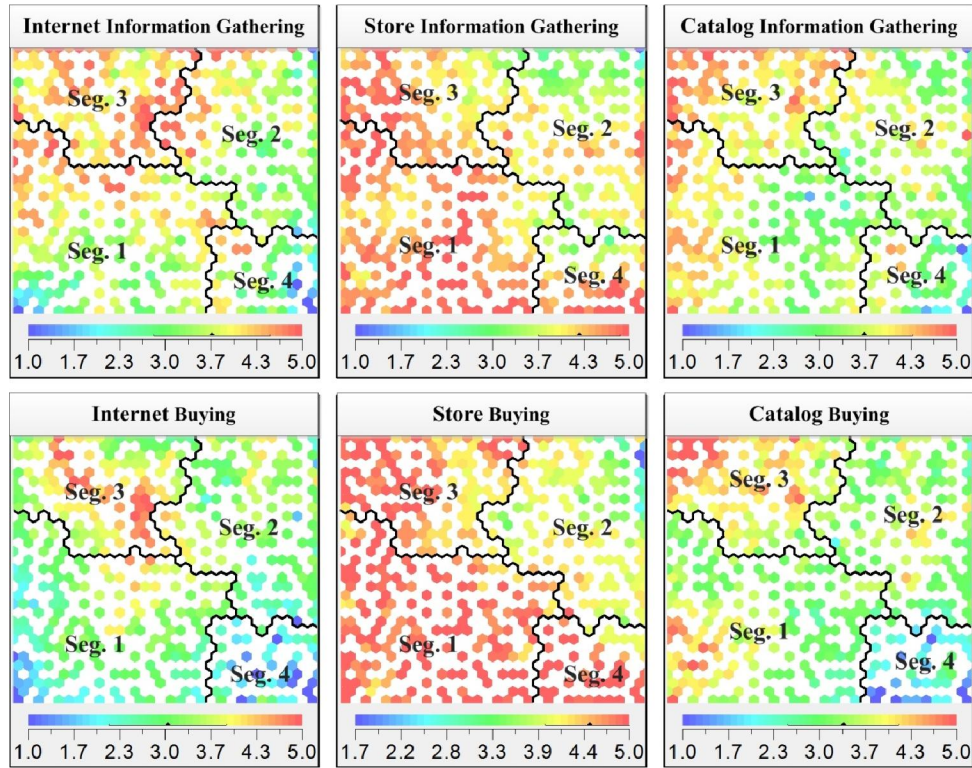 Internet Information Gathering
Seg. 3
Seg. 2
Seg. 1
Seg. 4
1.0 1.7 2.3 3.0 3.7 4.3 5.0
Store Information Gathering
Seg. 3
Seg. 2
Seg. 1
Seg. 4
1.0 1.7 2.3 3.0 3.7 4.3 5.0
Catalog Information Gathering
Seg. 3
Seg. 2
Seg. 1
Seg. 4
1.0 1.7 2.3 3.0 3.7 4.3 5.0
Internet Buying
Seg. 3
Seg. 2
Seg. 1
Seg. 4
1.0 1.7 2.3 3.0 3.7 4.3 5.0
Store Buying
Seg. 3
Seg. 2
Seg. 1
Seg. 4
1.7 2.2 2.8 3.3 3.9 4.4 5.0
Catalog Buying
Seg. 3
Seg. 2
Seg. 1
Seg. 4
1.0 1.7 2.3 3.0 3.7 4.3 5.0